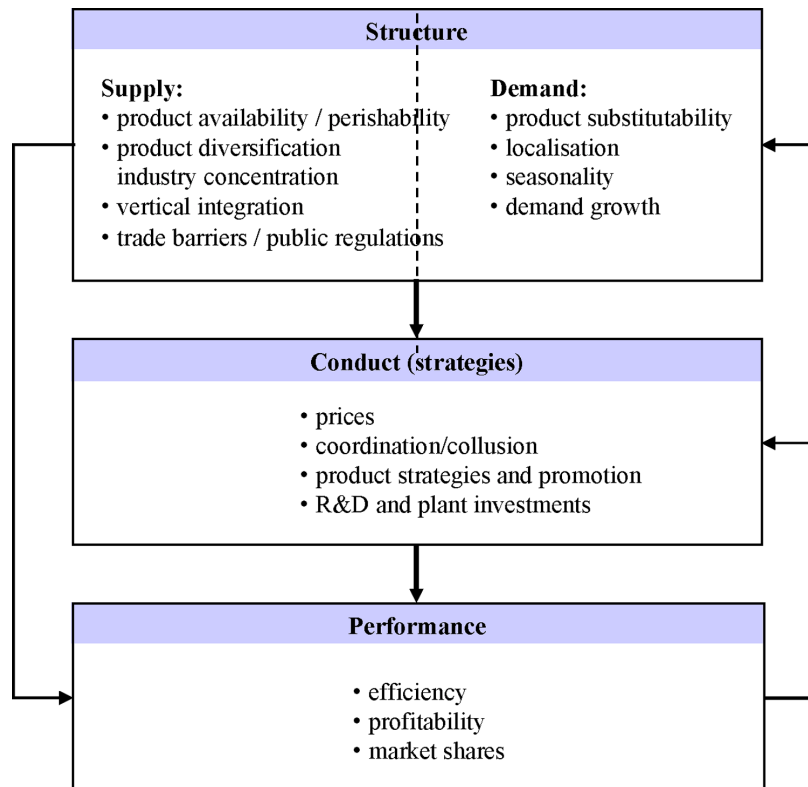 Structure
Supply:
• product availability / perishability
• product diversification
industry concentration
• vertical integration
• trade barriers / public regulations
Demand:
• product substitutability
• localisation
• seasonality
• demand growth
Conduct (strategies)
• prices
• coordination/collusion
• product strategies and promotion
• R&D and plant investments
Performance
• efficiency
• profitability
• market shares